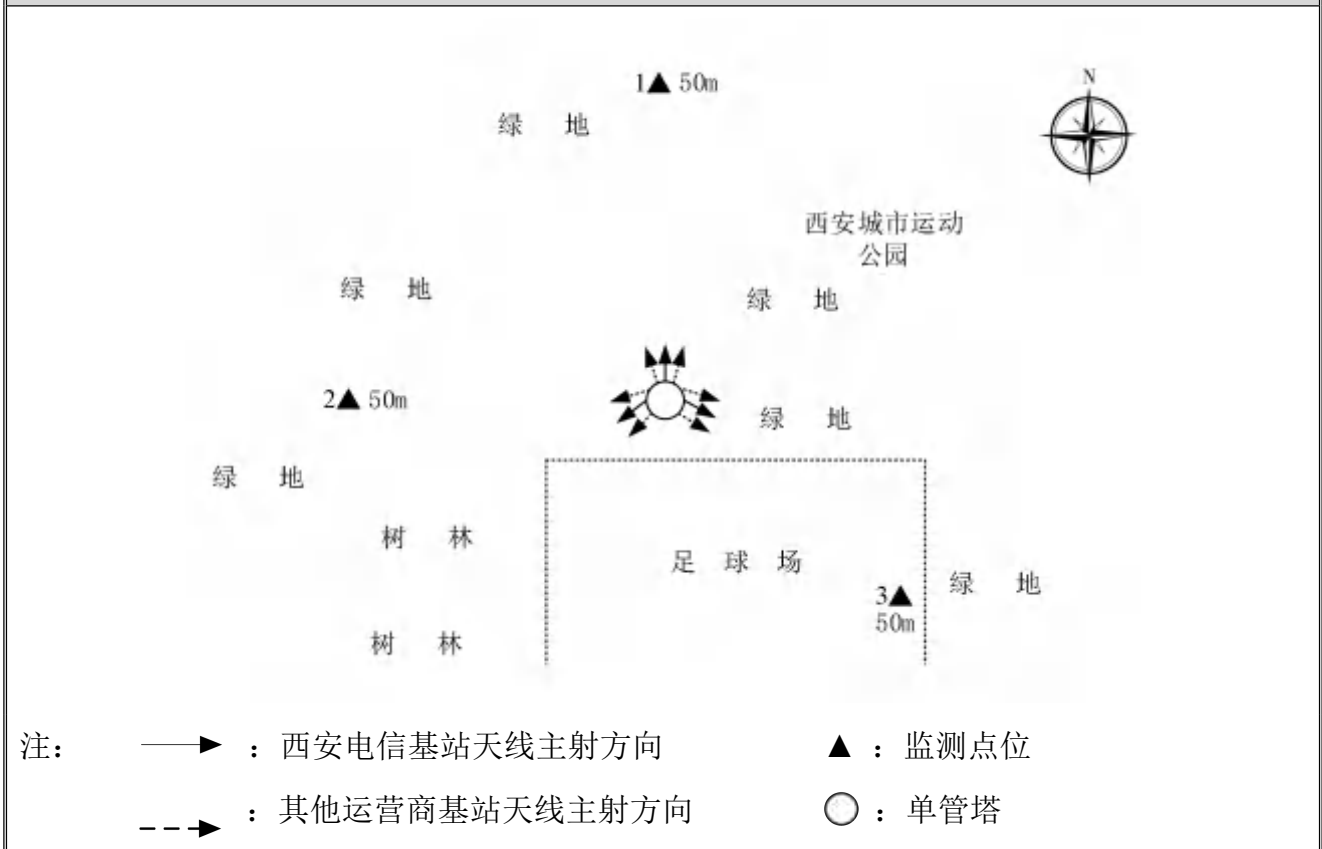 1▲ 50m
N
绿 地
西安城市运动
公园
绿 地
绿 地
2▲ 50m
绿 地
绿 地
树 林
足 球 场
3▲
50m
绿 地
树 林
注： ：西安电信基站天线主射方向 ▲ ：监测点位
：其他运营商基站天线主射方向 ：单管塔